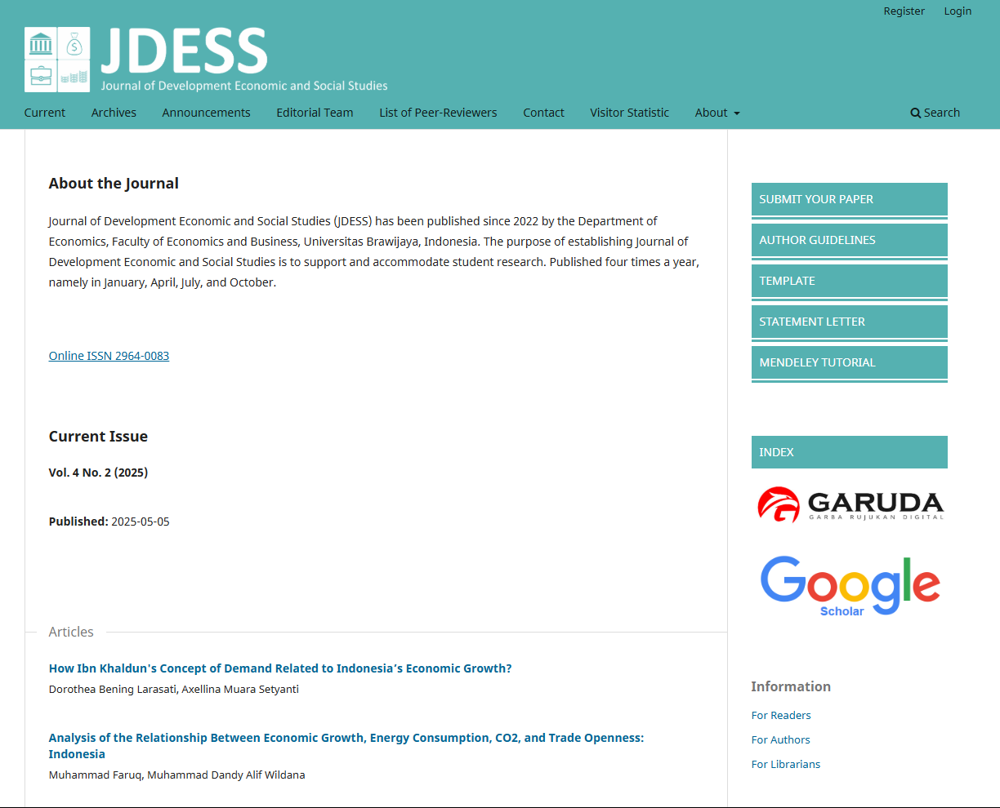 Register Login
JDESS
Journal of Development Economic and Social Studies
Current Archives Announcements Editorial Team List of Peer-Reviewers Contact Visitor Statistic About Search
About the Journal
Journal of Development Economic and Social Studies (JDESS) has been published since 2022 by the Department of
Economics, Faculty of Economics and Business, Universitas Brawijaya, Indonesia. The purpose of establishing Journal of
Development Economic and Social Studies is to support and accommodate student research. Published four times a year,
namely in January, April, July, and October.
Online ISSN 2964-0083
Current Issue
Vol. 4 No. 2 (2025)
Published: 2025-05-05
Articles
How Ibn Khaldun's Concept of Demand Related to Indonesia’s Economic Growth?
Dorothea Bening Larasati, Axellina Muara Setyanti
Analysis of the Relationship Between Economic Growth, Energy Consumption, CO2, and Trade Openness:
Indonesia
Muhammad Faruq, Muhammad Dandy Alif Wildana
SUBMIT YOUR PAPER
AUTHOR GUIDELINES
TEMPLATE
STATEMENT LETTER
MENDELEY TUTORIAL
INDEX
GARUDA
GARBA RUJUKAN DIGITAL
Google
Scholar
Information
For Readers
For Authors
For Librarians